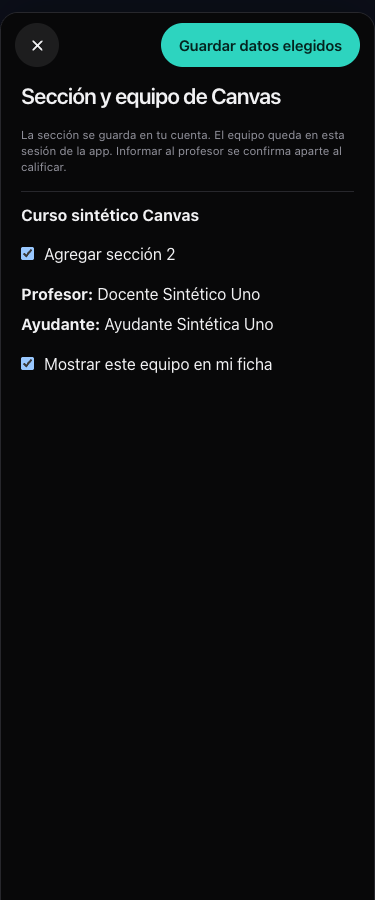 Guardar datos elegidos
Sección y equipo de Canvas
La sección se guarda en tu cuenta. El equipo queda en esta
sesión de la app. Informar al profesor se confirma aparte al
calificar.
Curso sintético Canvas
Agregar sección 2
Profesor: Docente Sintético Uno
Ayudante: Ayudante Sintética Uno
Mostrar este equipo en mi ficha